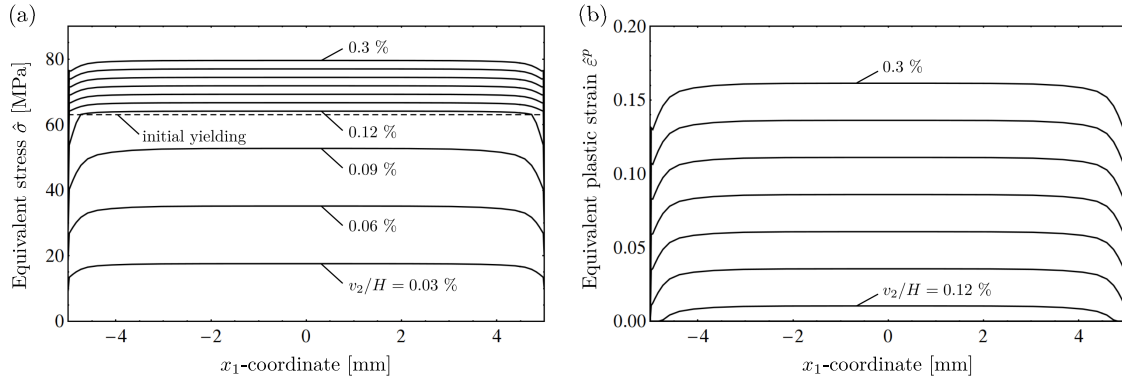 (a)
Equivalent stress σ̂ [MPa]
80
60
40
20
0
0.3 %
initial yielding
0.12 %
0.09 %
0.06 %
v₂/H = 0.03 %
−4 −2 0 2 4
x₁-coordinate [mm]
(b)
Equivalent plastic strain ε̂ᵖ
0.20
0.15
0.10
0.05
0.00
0.3 %
v₂/H = 0.12 %
−4 −2 0 2 4
x₁-coordinate [mm]